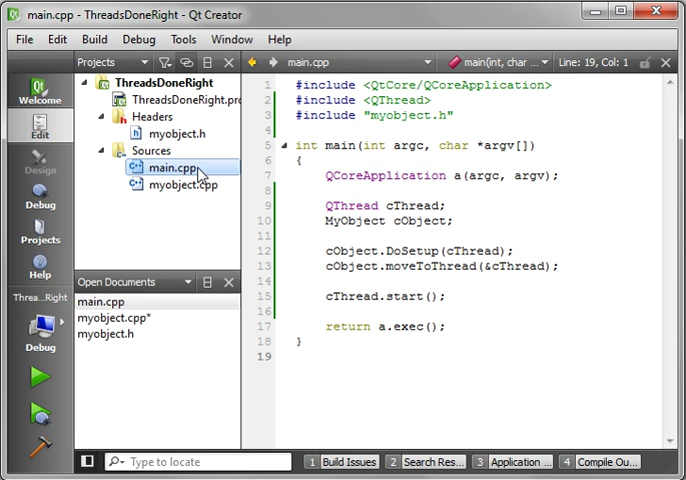 main.cpp - ThreadsDoneRight - Qt Creator
File Edit Build Debug Tools Window Help
Projects
main.cpp
main(int, char ...
Line: 19, Col: 1
Welcome
Edit
Design
Debug
Projects
Help
Threa...Right
Debug
ThreadsDoneRight
ThreadsDoneRight.pro
Headers
myobject.h
Sources
main.cpp
myobject.cpp
Open Documents
main.cpp
myobject.cpp*
myobject.h
1 #include <QtCore/QCoreApplication>
2 #include <QThread>
3 #include "myobject.h"
4
5 int main(int argc, char *argv[])
6 {
7 QCoreApplication a(argc, argv);
8
9 QThread cThread;
10 MyObject cObject;
11
12 cObject.DoSetup(cThread);
13 cObject.moveToThread(&cThread);
14
15 cThread.start();
16
17 return a.exec();
18 }
19
Type to locate
1 Build Issues
2 Search Res...
3 Application ...
4 Compile Ou...